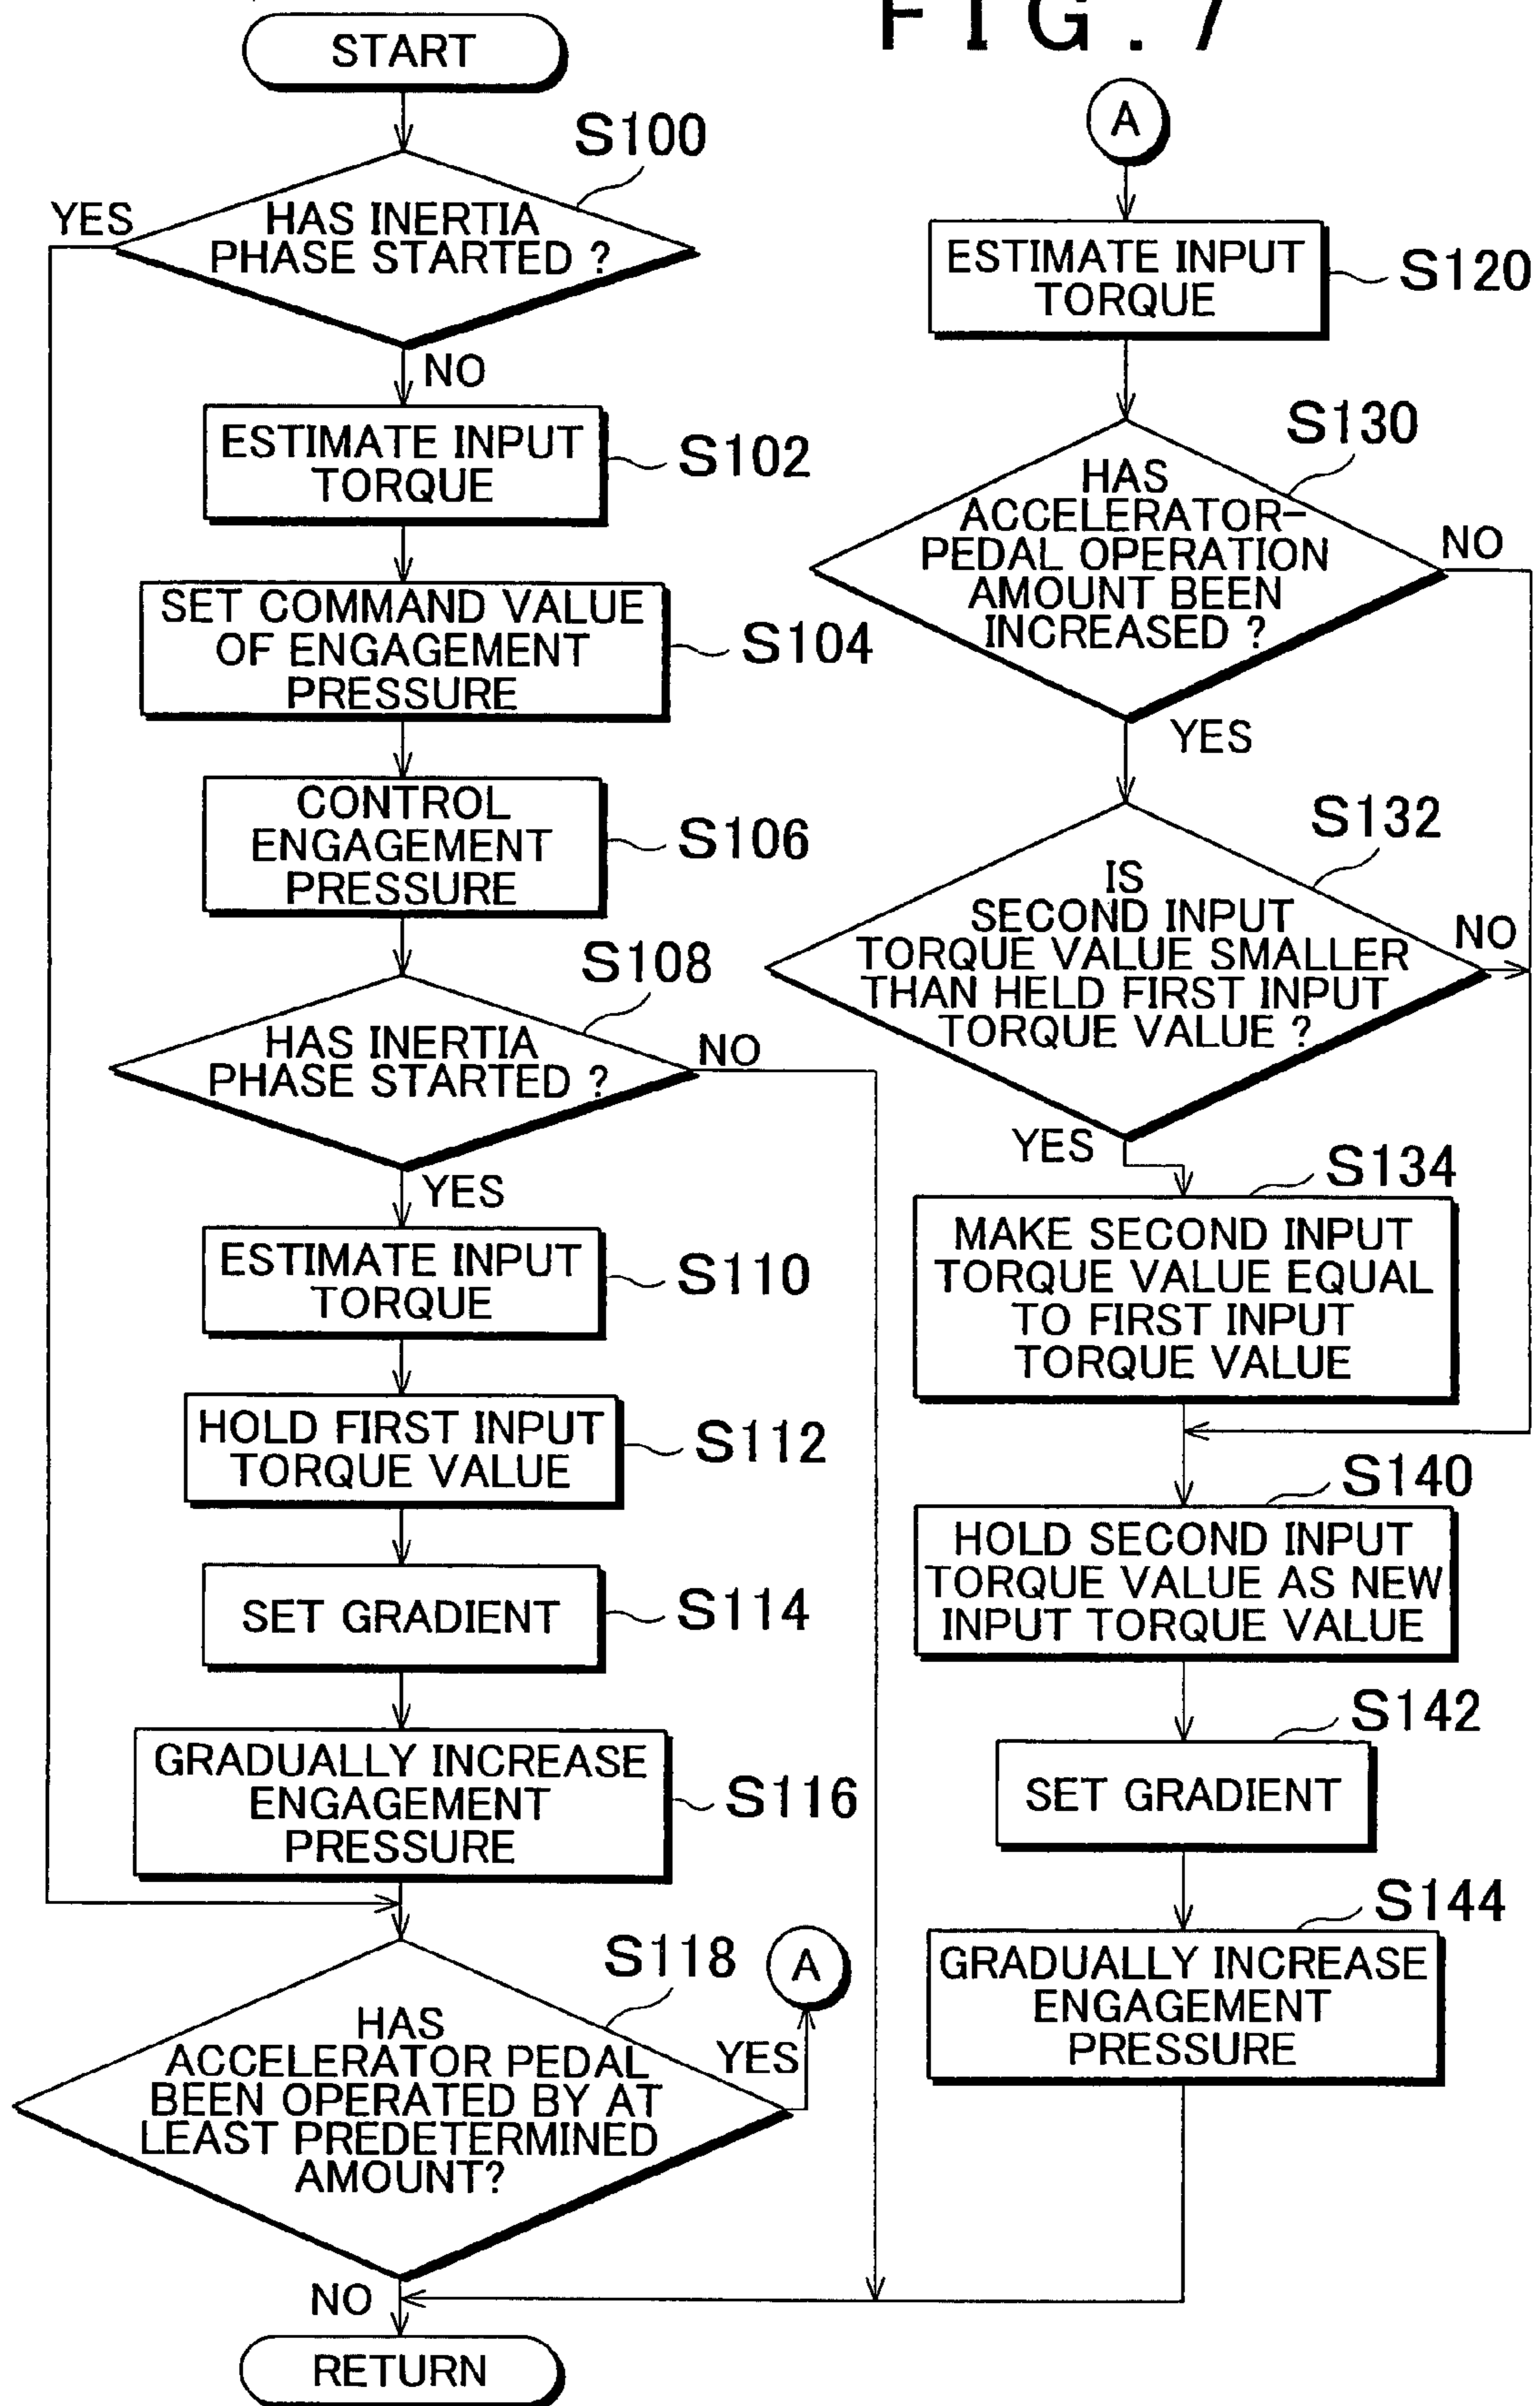 FIG. 7
START
S100
YES
HAS INERTIA
PHASE STARTED ?
NO
ESTIMATE INPUT
TORQUE
S102
SET COMMAND VALUE
OF ENGAGEMENT
PRESSURE
S104
CONTROL
ENGAGEMENT
PRESSURE
S106
S108
HAS INERTIA
PHASE STARTED ?
NO
YES
ESTIMATE INPUT
TORQUE
S110
HOLD FIRST INPUT
TORQUE VALUE
S112
SET GRADIENT
S114
GRADUALLY INCREASE
ENGAGEMENT
PRESSURE
S116
S118
A
HAS
ACCELERATOR PEDAL
BEEN OPERATED BY AT
LEAST PREDETERMINED
AMOUNT?
YES
NO
RETURN
A
ESTIMATE INPUT
TORQUE
S120
S130
HAS
ACCELERATOR-
PEDAL OPERATION
AMOUNT BEEN
INCREASED ?
NO
YES
S132
IS
SECOND INPUT
TORQUE VALUE SMALLER
THAN HELD FIRST INPUT
TORQUE VALUE ?
NO
YES
S134
MAKE SECOND INPUT
TORQUE VALUE EQUAL
TO FIRST INPUT
TORQUE VALUE
S140
HOLD SECOND INPUT
TORQUE VALUE AS NEW
INPUT TORQUE VALUE
S142
SET GRADIENT
S144
GRADUALLY INCREASE
ENGAGEMENT
PRESSURE